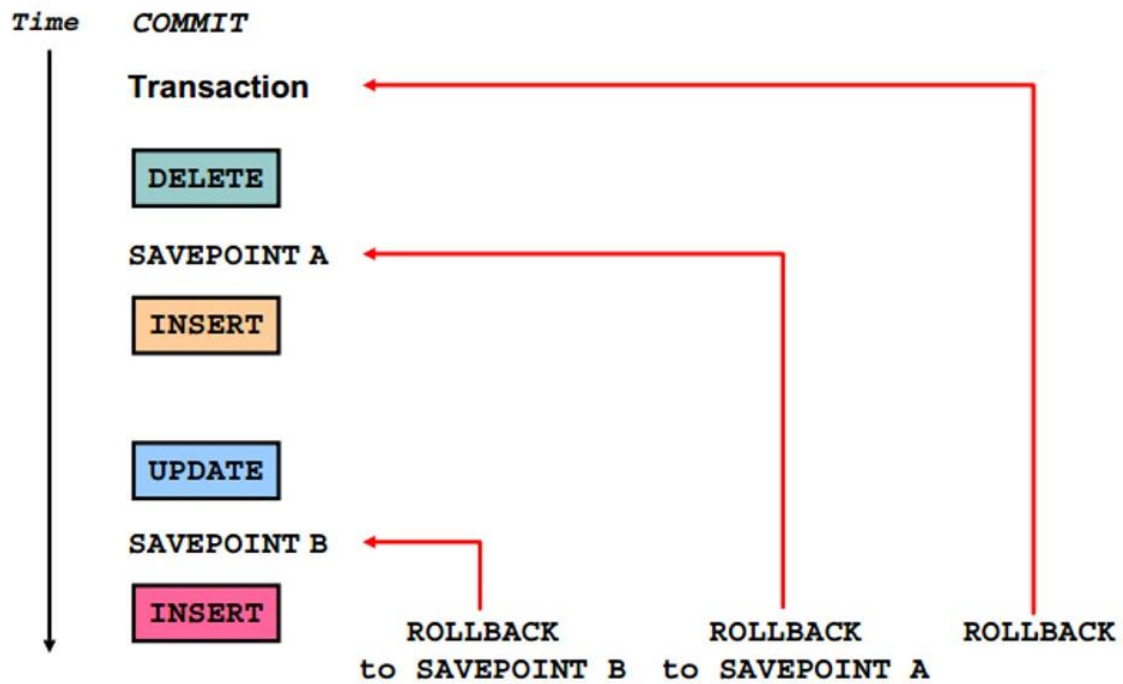 Time COMMIT
Transaction
DELETE
SAVEPOINT A
INSERT
UPDATE
SAVEPOINT B
INSERT
ROLLBACK
to SAVEPOINT B
ROLLBACK
to SAVEPOINT A
ROLLBACK